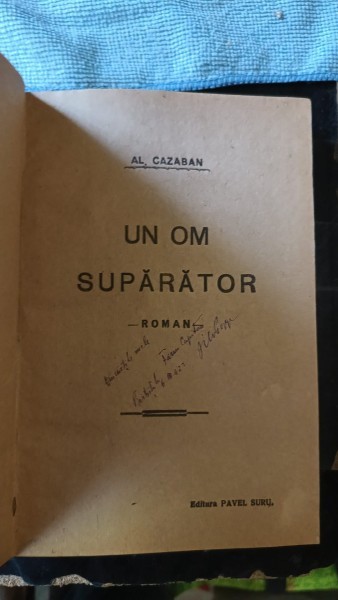 AL. CAZABAN
UN OM
SUPĂRĂTOR
— ROMAN —
Editura PAVEL SURU,